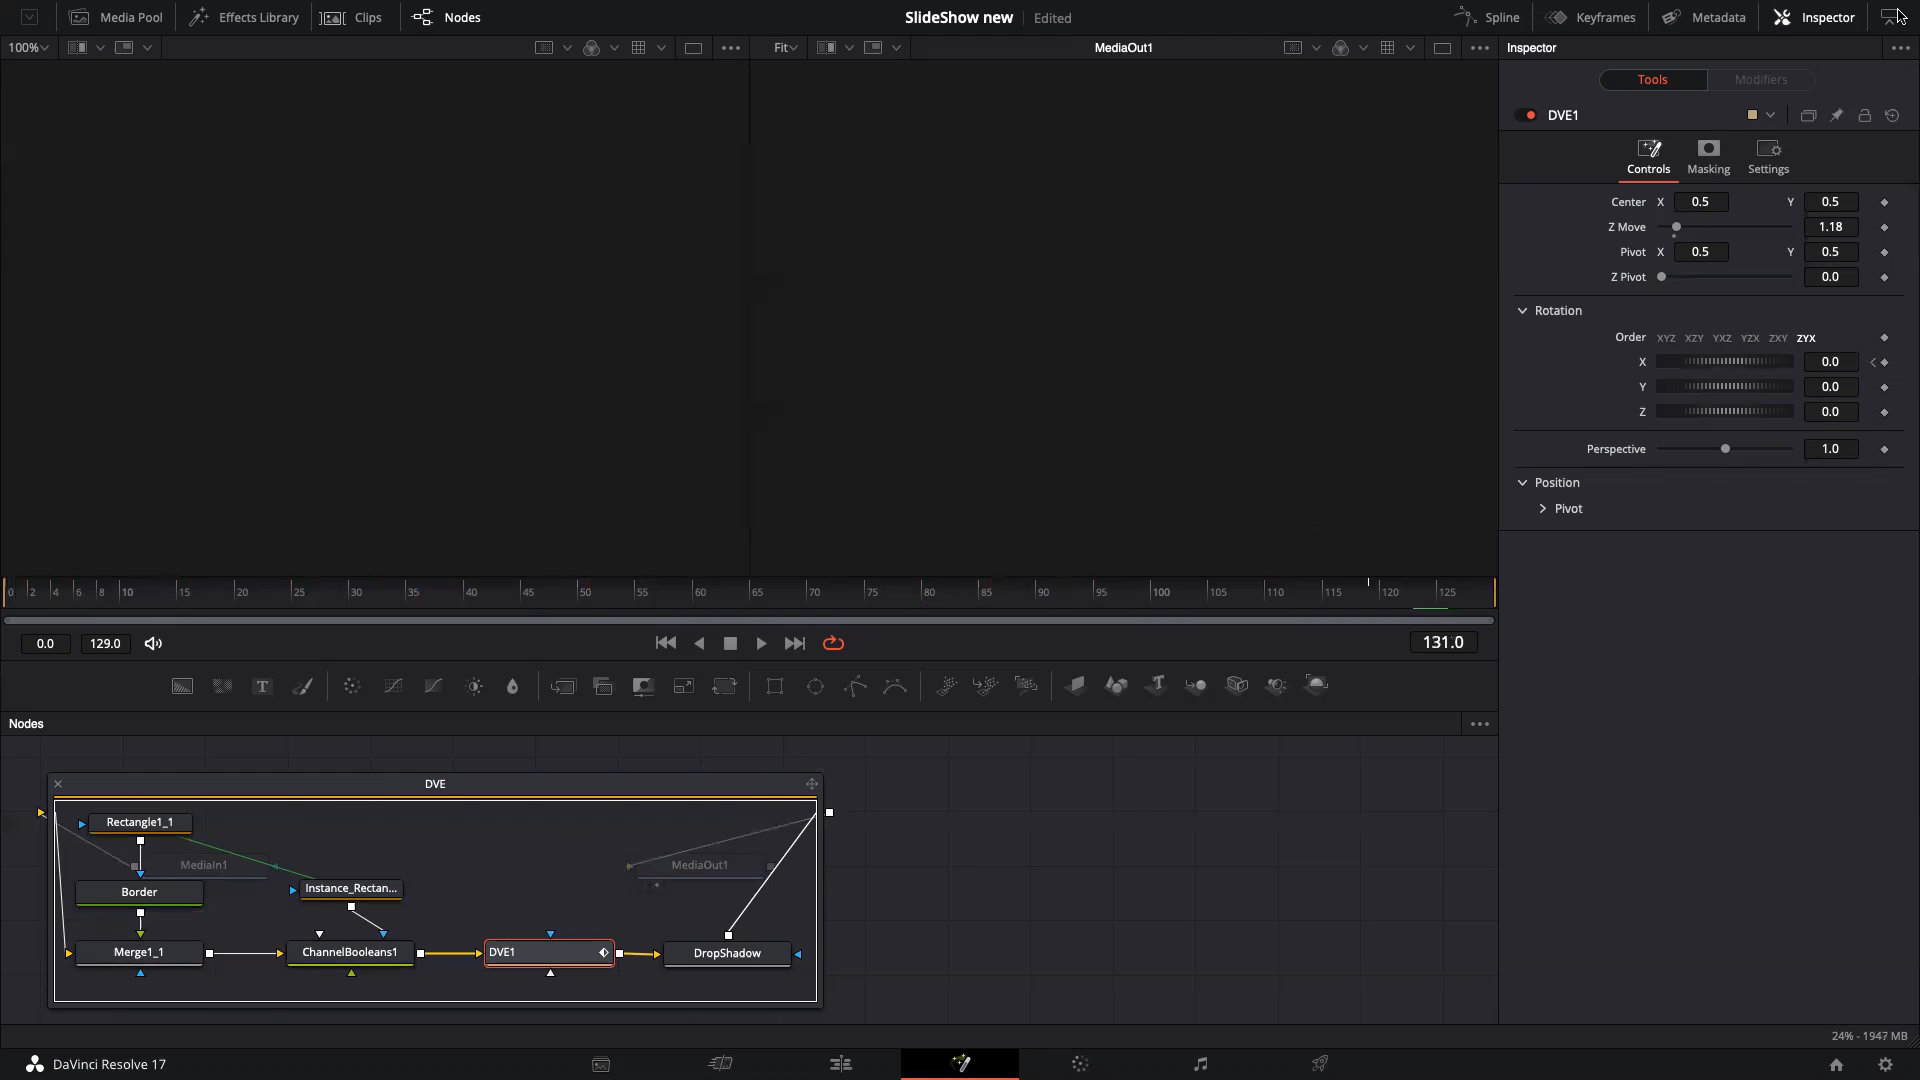 Media Pool Effects Library Clips Nodes SlideShow new Edited Spline Keyframes Metadata Inspector
100% Fit MediaOut1 Inspector
Tools Modifiers
DVE1
Controls Masking Settings
Center X 0.5 Y 0.5
Z Move 1.18
Pivot X 0.5 Y 0.5
Z Pivot 0.0
Rotation
Order XYZ XZY YXZ YZX ZXY ZYX
X 0.0
Y 0.0
Z 0.0
Perspective 1.0
Position
Pivot
0 2 4 6 8 10 15 20 25 30 35 40 45 50 55 60 65 70 75 80 85 90 95 100 105 110 115 120 125
0.0 129.0 131.0
Nodes
DVE
Rectangle1_1
MediaIn1 MediaOut1
Border Instance_Rectan...
Merge1_1 ChannelBooleans1 DVE1 DropShadow
24% - 1947 MB
DaVinci Resolve 17